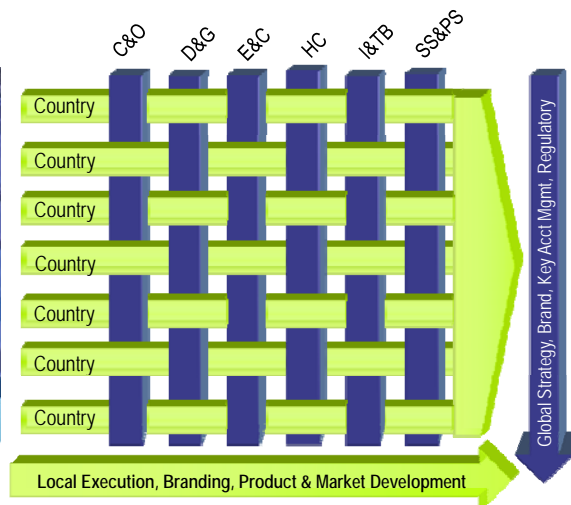 C&O
D&G
E&C
HC
I&TB
SS&PS
Country
Country
Country
Country
Country
Country
Country
Global Strategy, Brand, Key Acct Mgmt, Regulatory
Local Execution, Branding, Product & Market Development